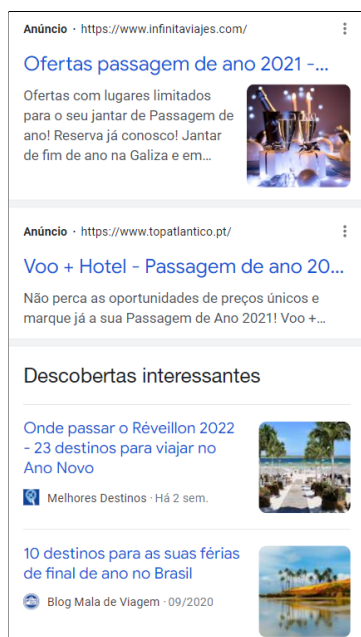 Anúncio · https://www.infinitaviajes.com/
Ofertas passagem de ano 2021 -...
Ofertas com lugares limitados
para o seu jantar de Passagem de
ano! Reserva já conosco! Jantar
de fim de ano na Galiza e em...
Anúncio · https://www.topatlantico.pt/
Voo + Hotel - Passagem de ano 20...
Não perca as oportunidades de preços únicos e
marque já a sua Passagem de Ano 2021! Voo +...
Descobertas interessantes
Onde passar o Réveillon 2022
- 23 destinos para viajar no
Ano Novo
Melhores Destinos · Há 2 sem.
10 destinos para as suas férias
de final de ano no Brasil
Blog Mala de Viagem · 09/2020